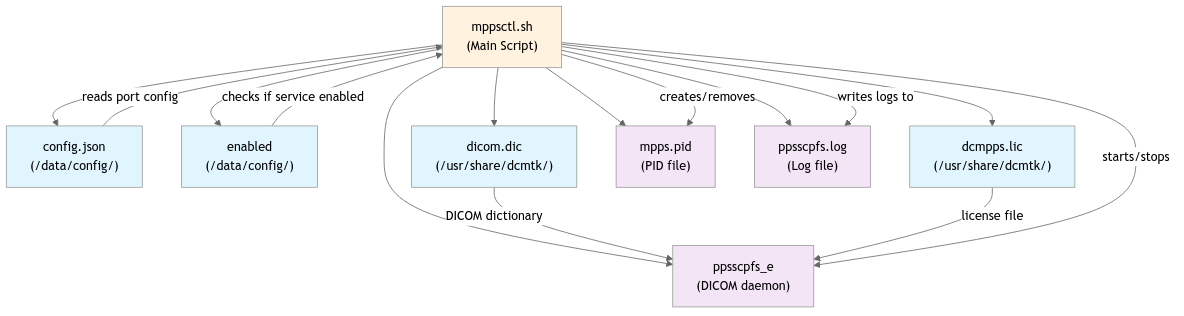 mppsctl.sh
(Main Script)
reads port config
checks if service enabled
creates/removes
writes logs to
config.json
(/data/config/)
enabled
(/data/config/)
dicom.dic
(/usr/share/dcmtk/)
mpps.pid
(PID file)
ppsscpfs.log
(Log file)
dcmpps.lic
(/usr/share/dcmtk/)
starts/stops
DICOM dictionary
license file
ppsscpfs_e
(DICOM daemon)